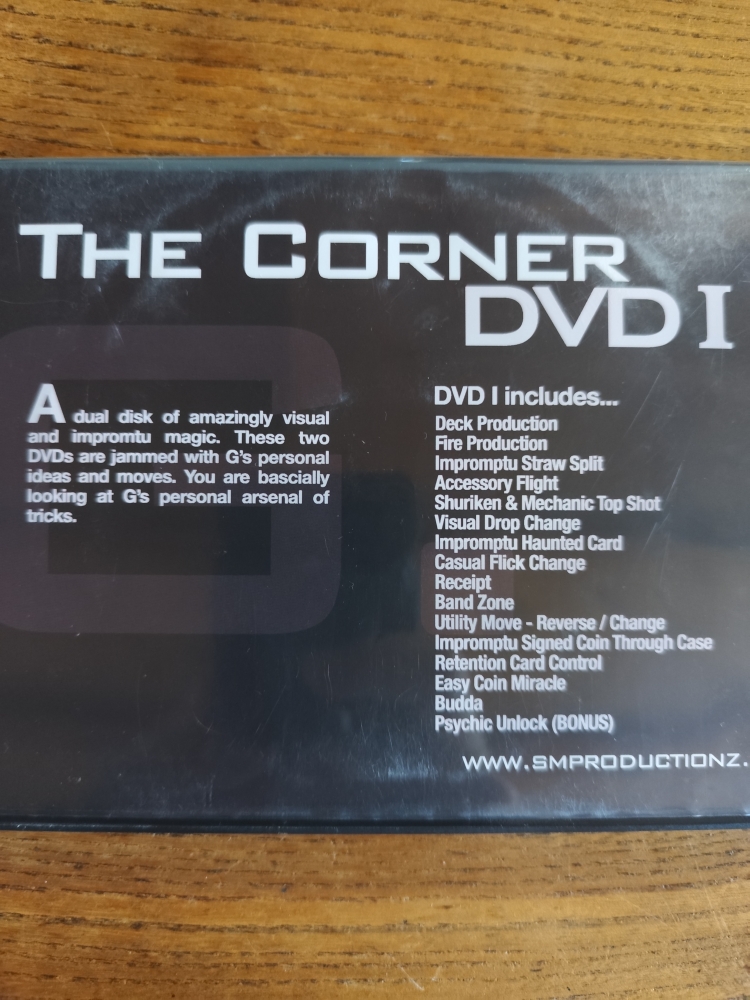 THE CORNER
DVD I
A dual disk of amazingly visual
and impromtu magic. These two
DVDs are jammed with G's personal
ideas and moves. You are bascially
looking at G's personal arsenal of
tricks.
DVD I includes...
Deck Production
Fire Production
Impromptu Straw Split
Accessory Flight
Shuriken & Mechanic Top Shot
Visual Drop Change
Impromptu Haunted Card
Casual Flick Change
Receipt
Band Zone
Utility Move - Reverse / Change
Impromptu Signed Coin Through Case
Retention Card Control
Easy Coin Miracle
Budda
Psychic Unlock (BONUS)
WWW.SMPRODUCTIONZ.